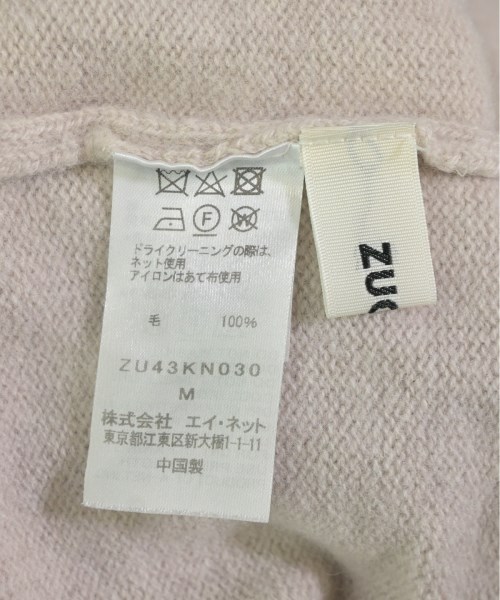 F
ドライクリーニングの際は、
ネット使用
アイロンはあて布使用
毛 100%
ZU43KN030
M
株式会社 エイ・ネット
東京都江東区新大橋1-1-11
中国製